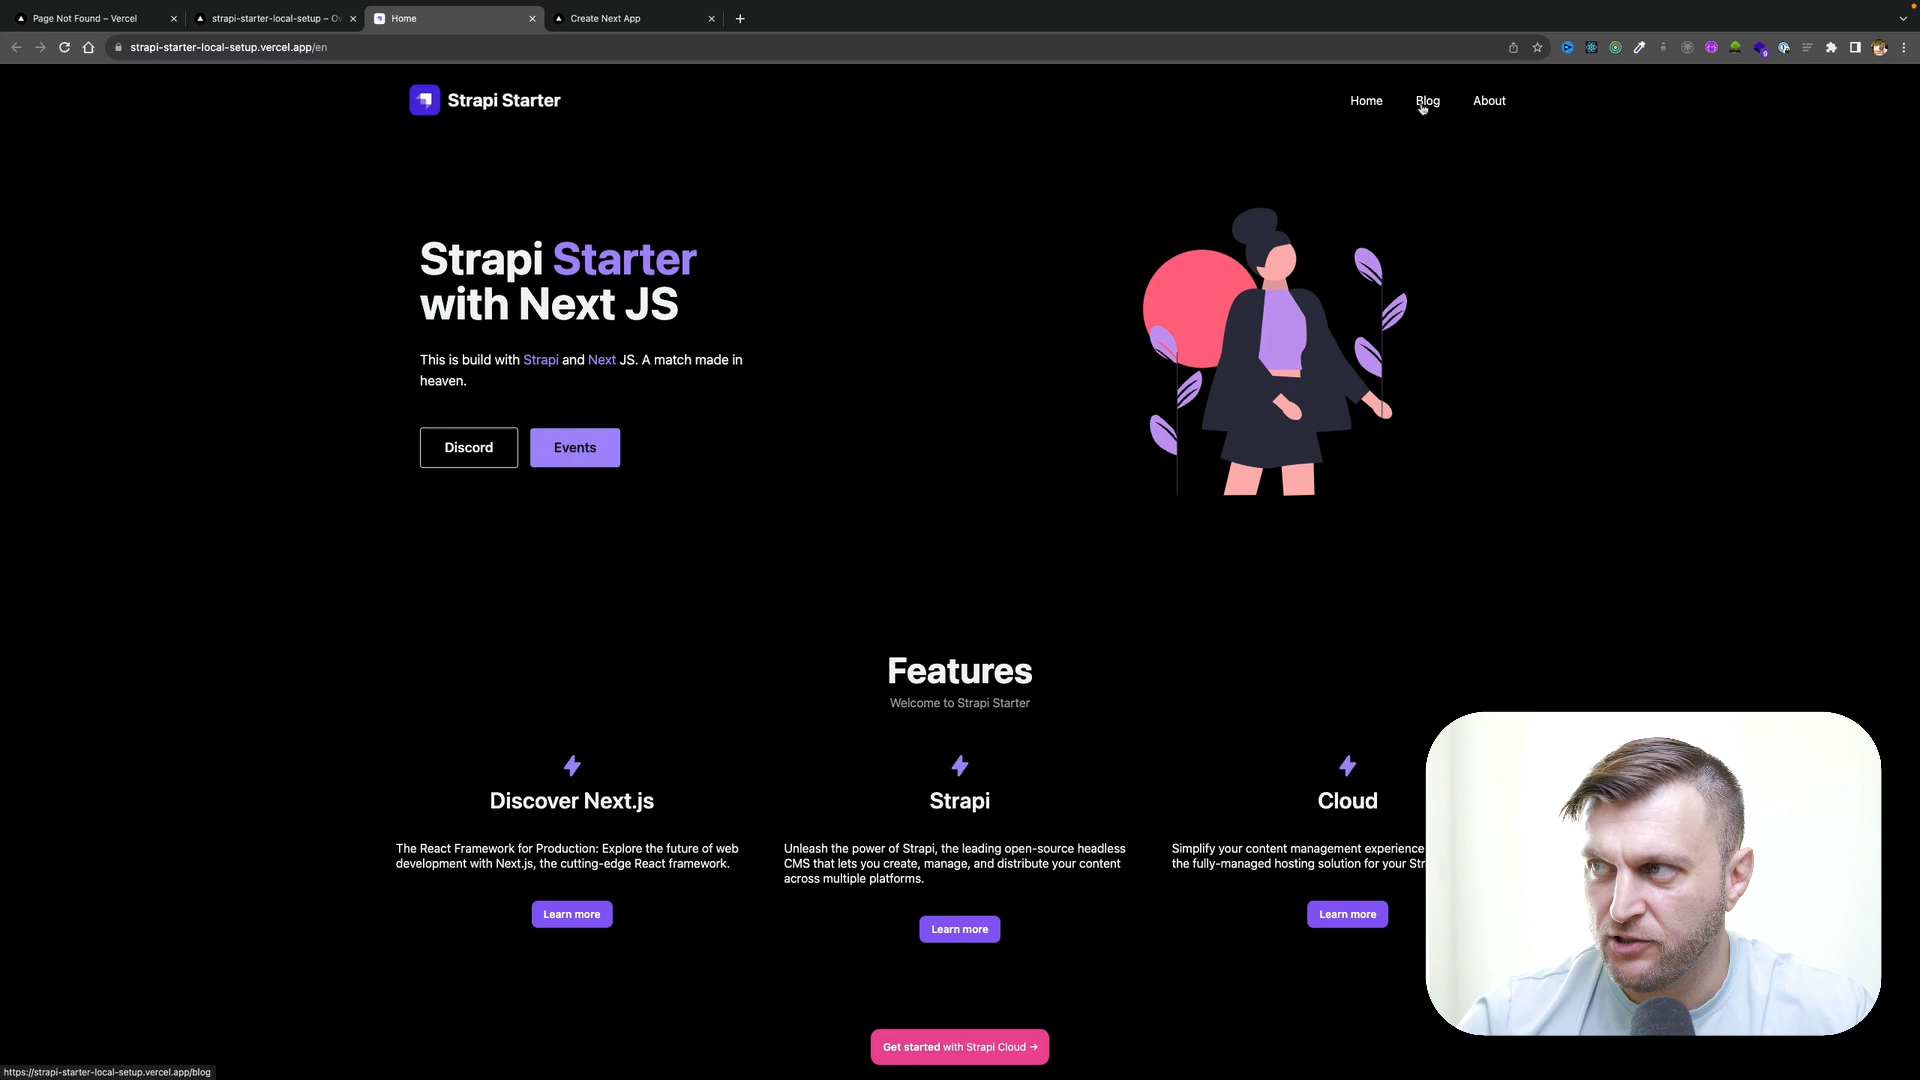 Page Not Found – Vercel
strapi-starter-local-setup – Ov
Home
Create Next App
strapi-starter-local-setup.vercel.app/en
Strapi Starter
Home
Blog
About
Strapi Starter
with Next JS
This is build with Strapi and Next JS. A match made in
heaven.
Discord
Events
Features
Welcome to Strapi Starter
Discover Next.js
The React Framework for Production: Explore the future of web
development with Next.js, the cutting-edge React framework.
Learn more
Strapi
Unleash the power of Strapi, the leading open-source headless
CMS that lets you create, manage, and distribute your content
across multiple platforms.
Learn more
Cloud
Simplify your content management experience
the fully-managed hosting solution for your Str
Learn more
Get started with Strapi Cloud →
https://strapi-starter-local-setup.vercel.app/blog